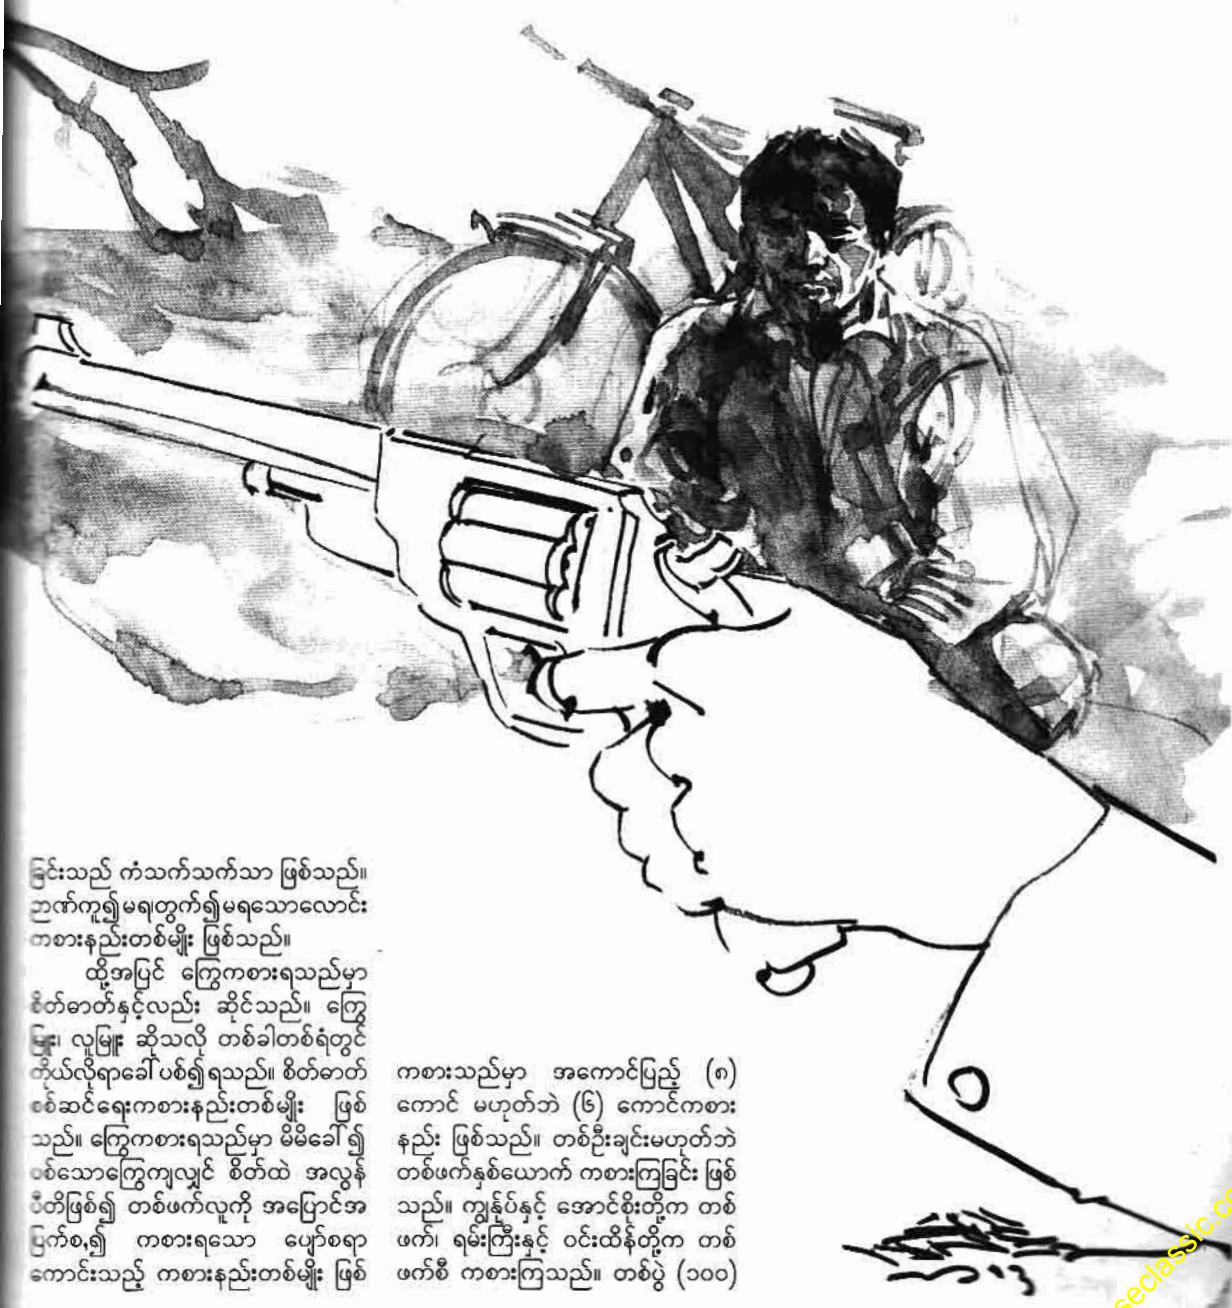 ခြင်းသည် ကံသက်သက်သာ ဖြစ်သည်။
ဉာဏ်ကူ၍မရ၊တွက်၍မရသောလောင်း
ကစားနည်းတစ်မျိုး ဖြစ်သည်။
ထို့အပြင် ကြွေကစားရသည်မှာ
စိတ်ဓာတ်နှင့်လည်း ဆိုင်သည်။ ကြွေ
မြူး၊ လူမြူး ဆိုသလို တစ်ခါတစ်ရံတွင်
ကိုယ်လိုရာခေါ်ပစ်၍ရသည်။ စိတ်ဓာတ်
စစ်ဆင်ရေးကစားနည်းတစ်မျိုး ဖြစ်
သည်။ ကြွေကစားရသည်မှာ မိမိခေါ်၍
ပစ်သောကြွေကျလျှင် စိတ်ထဲ အလွန်
ပီတိဖြစ်၍ တစ်ဖက်လူကို အပြောင်အ
ပြက်စ,၍ ကစားရသော ပျော်စရာ
ကောင်းသည့် ကစားနည်းတစ်မျိုး ဖြစ်
ကစားသည်မှာ အကောင်ပြည့် (၈)
ကောင် မဟုတ်ဘဲ (၆) ကောင်ကစား
နည်း ဖြစ်သည်။ တစ်ဦးချင်းမဟုတ်ဘဲ
တစ်ဖက်နှစ်ယောက် ကစားကြခြင်း ဖြစ်
သည်။ ကျွန်ုပ်နှင့် အောင်စိုးတို့က တစ်
ဖက်၊ ရမ်းကြီးနှင့် ဝင်းထိန်တို့က တစ်
ဖက်စီ ကစားကြသည်။ တစ်ပွဲ (၁၀၀)
seclassic.co